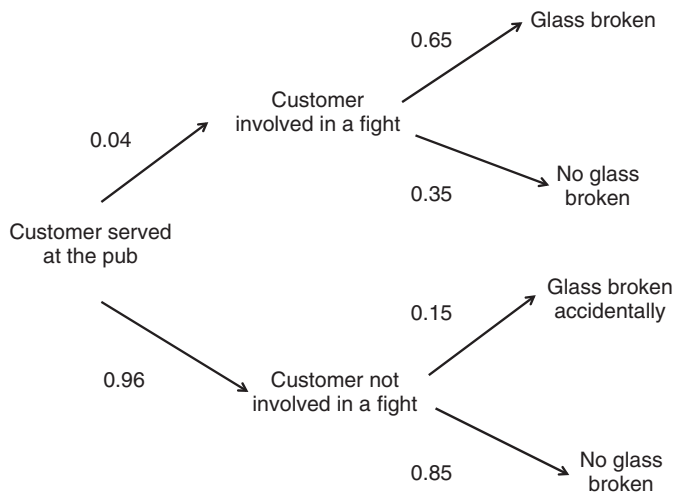 0.65
Glass broken
Customer
involved in a fight
0.04
0.35
No glass
broken
Customer served
at the pub
0.15
Glass broken
accidentally
0.96
Customer not
involved in a fight
0.85
No glass
broken